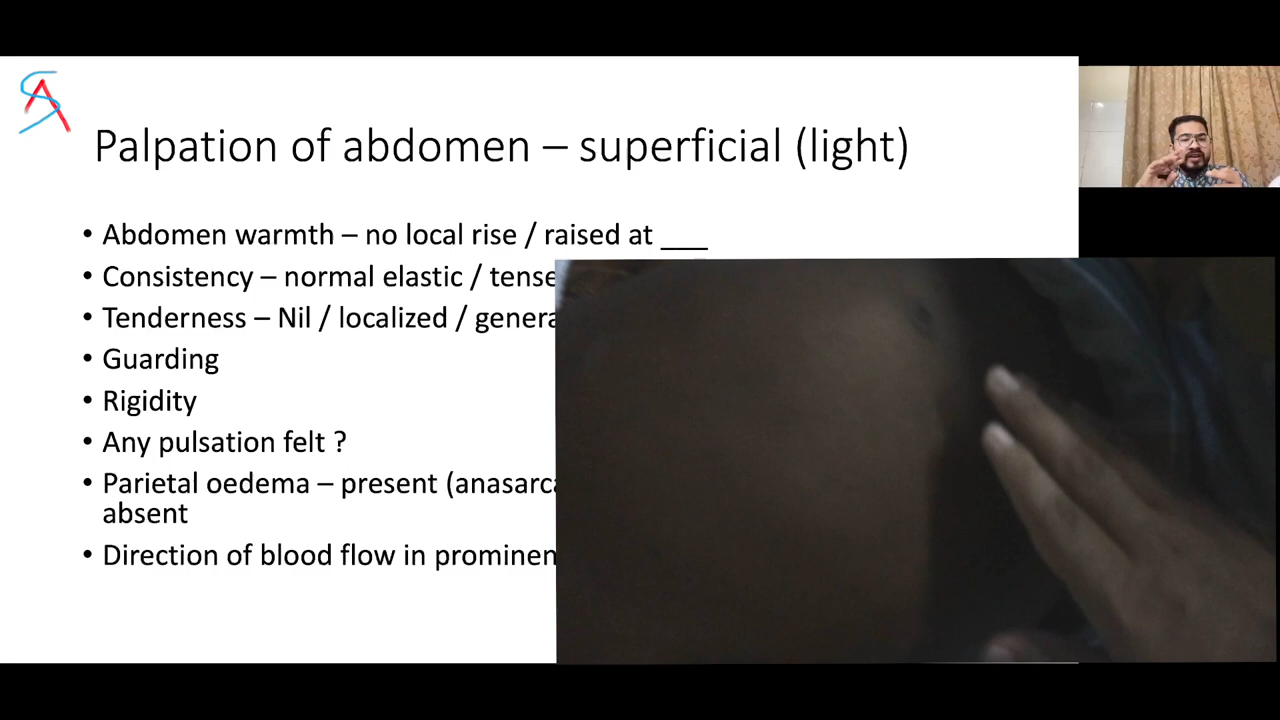 Palpation of abdomen – superficial (light)
• Abdomen warmth – no local rise / raised at ___
• Consistency – normal elastic / tense
• Tenderness – Nil / localized / genera
• Guarding
• Rigidity
• Any pulsation felt ?
• Parietal oedema – present (anasarca
absent
• Direction of blood flow in prominen